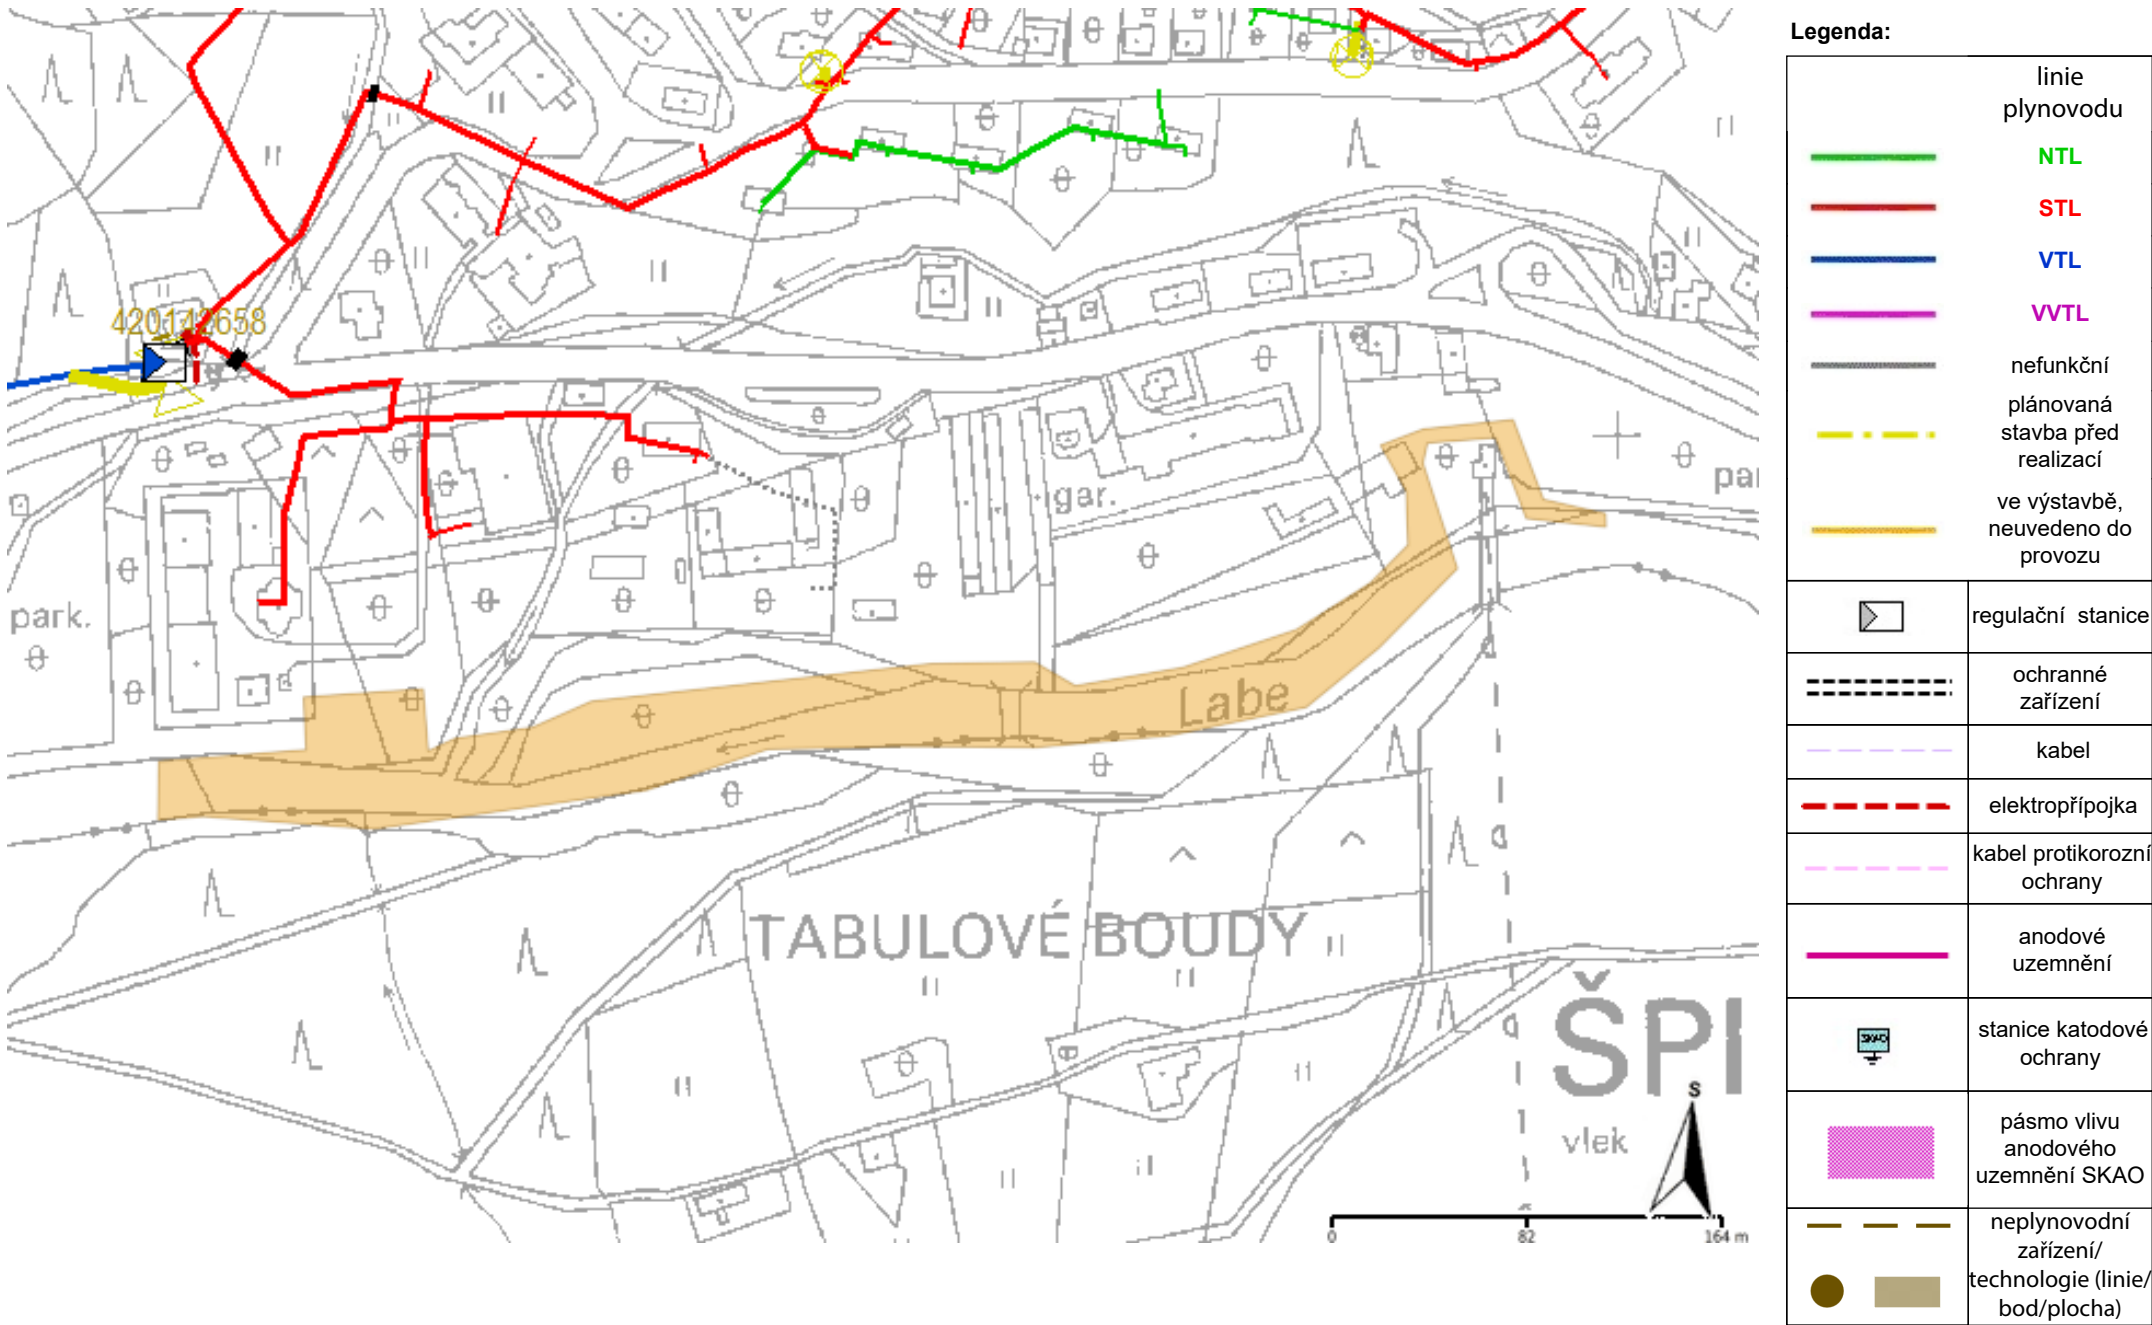 420142658
park.
gar.
par
Labe
TABULOVÉ BOUDY
ŠPI
vlek
S
0
82
164 m
Legenda:
linie
plynovodu
NTL
STL
VTL
VVTL
nefunkční
plánovaná
stavba před
realizací
ve výstavbě,
neuvedeno do
provozu
regulační stanice
ochranné
zařízení
kabel
elektropřípojka
kabel protikorozní
ochrany
anodové
uzemnění
SKAO
stanice katodové
ochrany
pásmo vlivu
anodového
uzemnění SKAO
neplynovodní
zařízení/
technologie (linie/
bod/plocha)